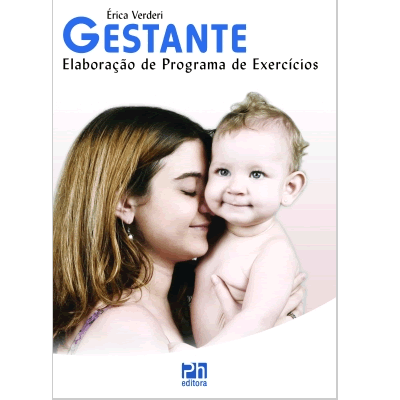 Érica Verderi
GESTANTE
Elaboração de Programa de Exercícios
Ph
editora